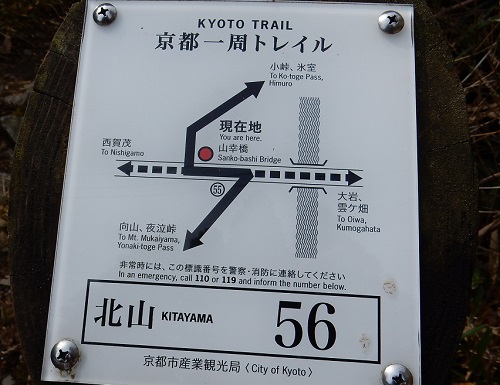 KYOTO TRAIL
京都一周トレイル
小峠、氷室
To Ko-toge Pass,
Himuro
現在地
You are here.
山幸橋
Sanko-bashi Bridge
西賀茂
To Nishigamo
55
大岩、
雲ケ畑
To Oiwa,
Kumogahata
向山、夜泣峠
To Mt. Mukaiyama,
Yonaki-toge Pass
非常時には、この標識番号を警察・消防に連絡してください
In an emergency, call 110 or 119 and inform the number below.
北山 KITAYAMA 56
京都市産業観光局〈City of Kyoto〉